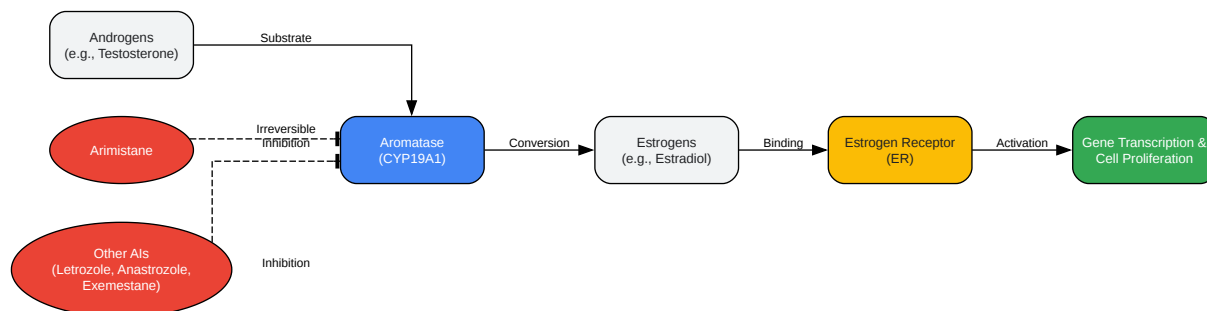 Androgens
(e.g., Testosterone)
Substrate
Arimistane
Irreversible
Inhibition
Aromatase
(CYP19A1)
Conversion
Estrogens
(e.g., Estradiol)
Binding
Estrogen Receptor
(ER)
Activation
Gene Transcription &
Cell Proliferation
Other AIs
(Letrozole, Anastrozole,
Exemestane)
Inhibition